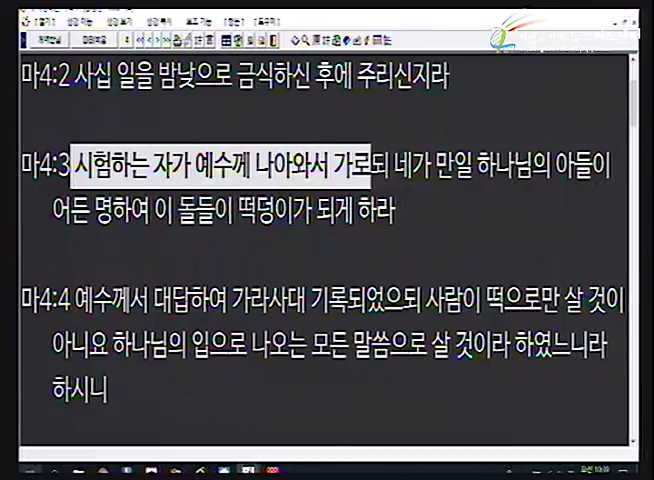 마4:2 사십 일을 밤낮으로 금식하신 후에 주리신지라
마4:3 시험하는 자가 예수께 나아와서 가로되 네가 만일 하나님의 아들이
어든 명하여 이 돌들이 떡덩이가 되게 하라
마4:4 예수께서 대답하여 가라사대 기록되었으되 사람이 떡으로만 살 것이
아니요 하나님의 입으로 나오는 모든 말씀으로 살 것이라 하였느니라
하시니